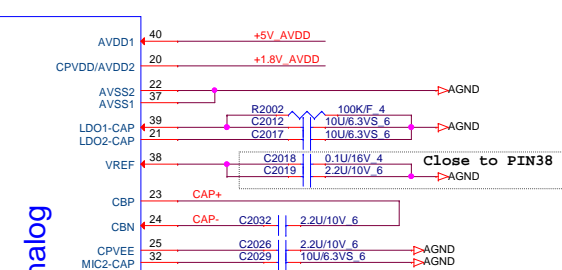 AVDD1 40 +5V_AVDD
CPVDD/AVDD2 20 +1.8V_AVDD
AVSS2 22 AGND
AVSS1 37
R2002 100K/F_4
LDO1-CAP 39 C2012 10U/6.3VS_6 AGND
LDO2-CAP 21 C2017 10U/6.3VS_6
VREF 38 C2018 0.1U/16V_4 Close to PIN38
C2019 2.2U/10V_6 AGND
CBP 23 CAP+
CBN 24 CAP- C2032 2.2U/10V_6
CPVEE 25 C2026 2.2U/10V_6 AGND
MIC2-CAP 32 C2029 10U/6.3VS_6 AGND